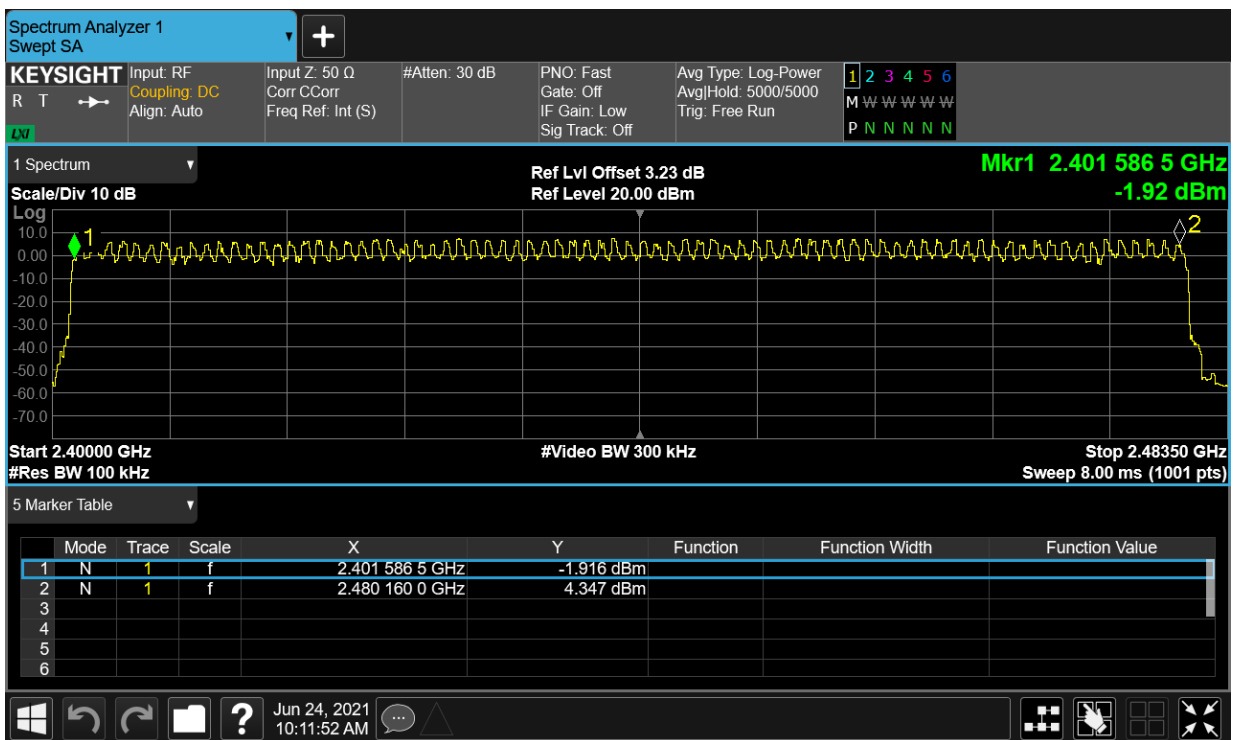 Spectrum Analyzer 1
Swept SA
+
KEYSIGHT
R T
LXI
Input: RF
Coupling: DC
Align: Auto
Input Z: 50 Ω
Corr CCorr
Freq Ref: Int (S)
#Atten: 30 dB
PNO: Fast
Gate: Off
IF Gain: Low
Sig Track: Off
Avg Type: Log-Power
Avg|Hold: 5000/5000
Trig: Free Run
1 2 3 4 5 6
M W W W W W
P N N N N N
1 Spectrum
Scale/Div 10 dB
Ref Lvl Offset 3.23 dB
Ref Level 20.00 dBm
Mkr1 2.401 586 5 GHz
-1.92 dBm
Log
10.0
0.00
-10.0
-20.0
-30.0
-40.0
-50.0
-60.0
-70.0
1
2
Start 2.40000 GHz
#Video BW 300 kHz
Stop 2.48350 GHz
#Res BW 100 kHz
Sweep 8.00 ms (1001 pts)
5 Marker Table
Mode Trace Scale X Y Function Function Width Function Value
1 N 1 f 2.401 586 5 GHz -1.916 dBm
2 N 1 f 2.480 160 0 GHz 4.347 dBm
3
4
5
6
?
Jun 24, 2021
10:11:52 AM